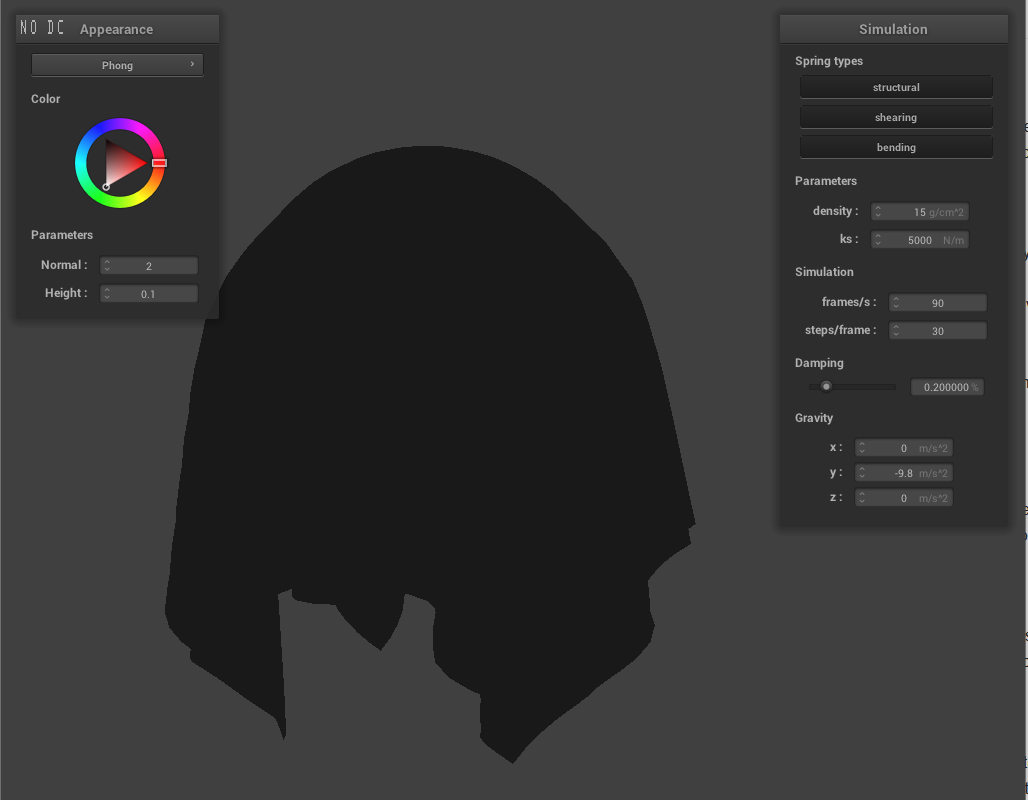 NO DC
Appearance
Phong
Color
Parameters
Normal : 2
Height : 0.1
Simulation
Spring types
structural
shearing
bending
Parameters
density : 15 g/cm^2
ks : 5000 N/m
Simulation
frames/s : 90
steps/frame : 30
Damping
0.200000 %
Gravity
x : 0 m/s^2
y : -9.8 m/s^2
z : 0 m/s^2